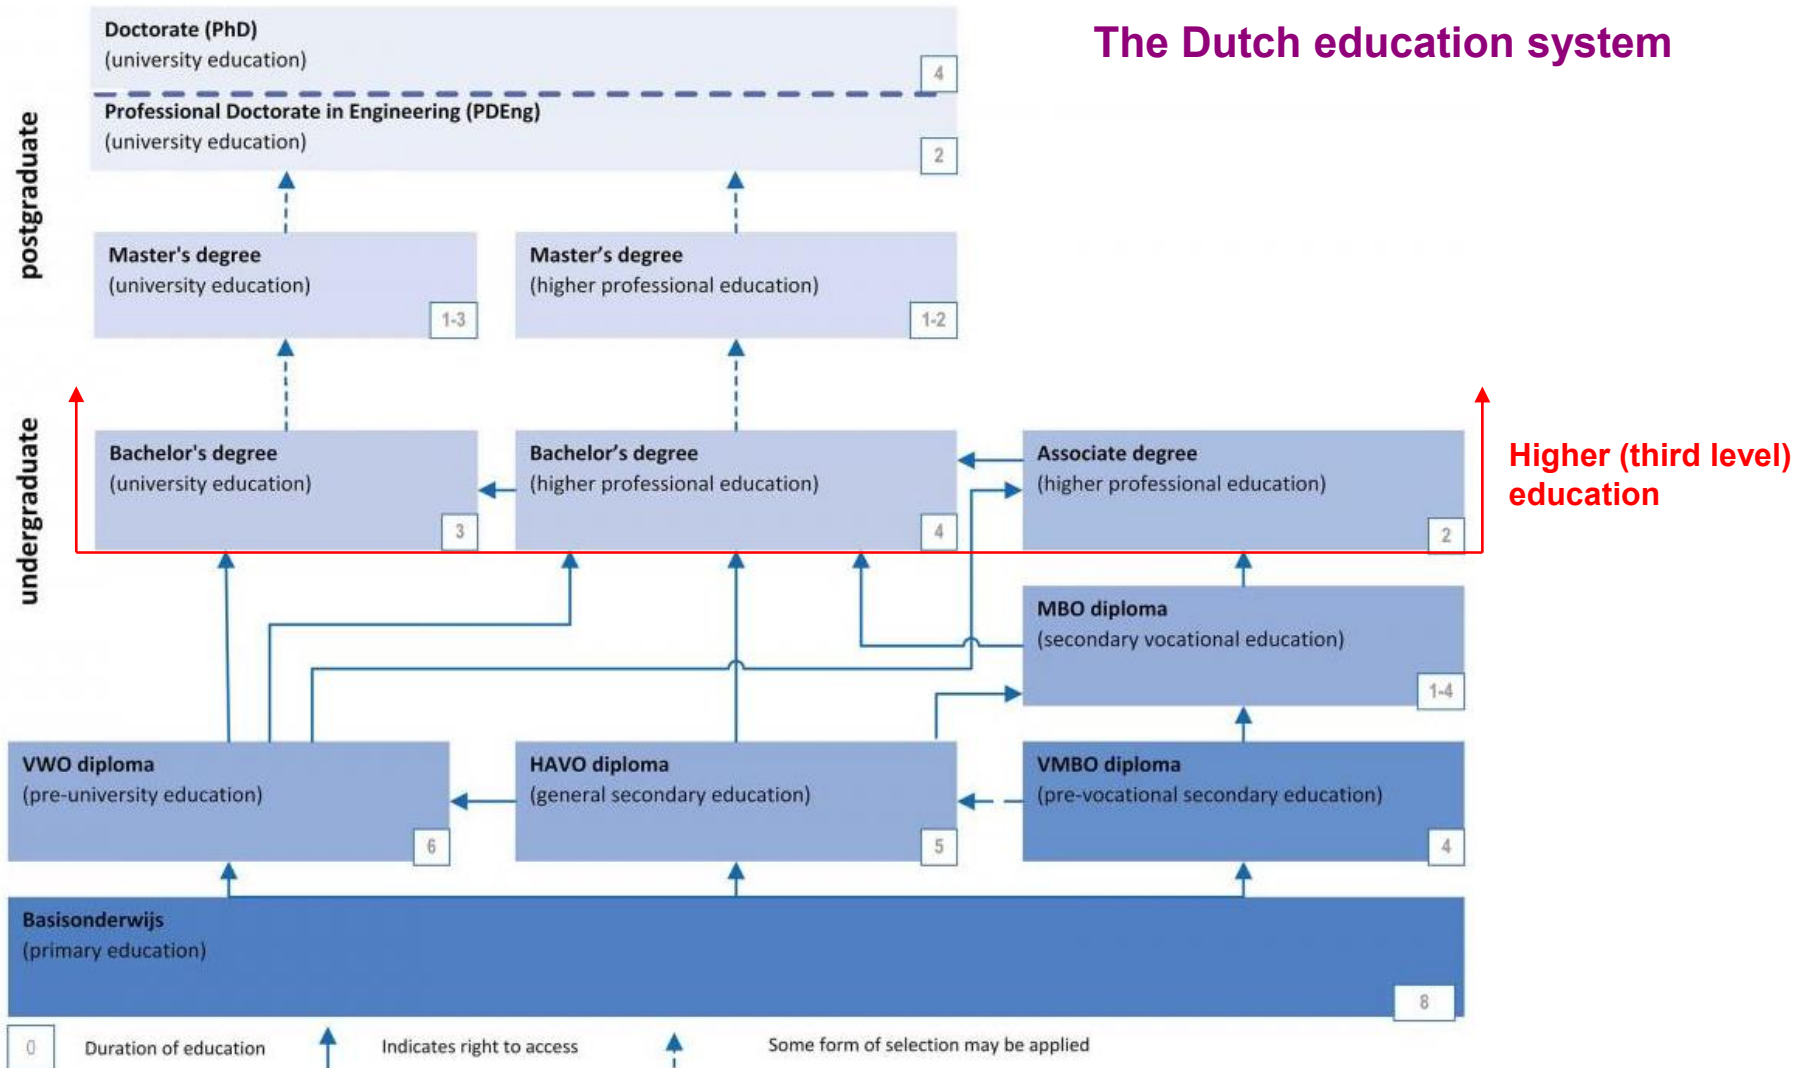 The Dutch education system
Doctorate (PhD)
(university education)
4
Professional Doctorate in Engineering (PDEng)
(university education)
2
postgraduate
Master's degree
(university education)
1-3
Master’s degree
(higher professional education)
1-2
undergraduate
Bachelor's degree
(university education)
3
Bachelor’s degree
(higher professional education)
4
Associate degree
(higher professional education)
2
Higher (third level)
education
MBO diploma
(secondary vocational education)
1-4
VWO diploma
(pre-university education)
6
HAVO diploma
(general secondary education)
5
VMBO diploma
(pre-vocational secondary education)
4
Basisonderwijs
(primary education)
8
0
Duration of education
Indicates right to access
Some form of selection may be applied